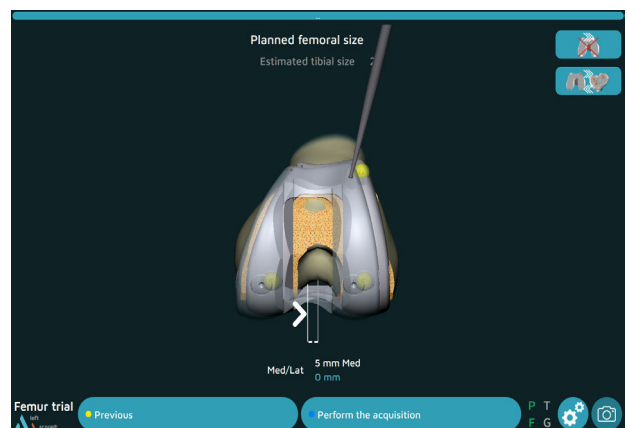 Planned femoral size
Estimated tibial size 2
Med/Lat
5 mm Med
0 mm
Femur trial
left
Previous
Perform the acquisition
P T
F G